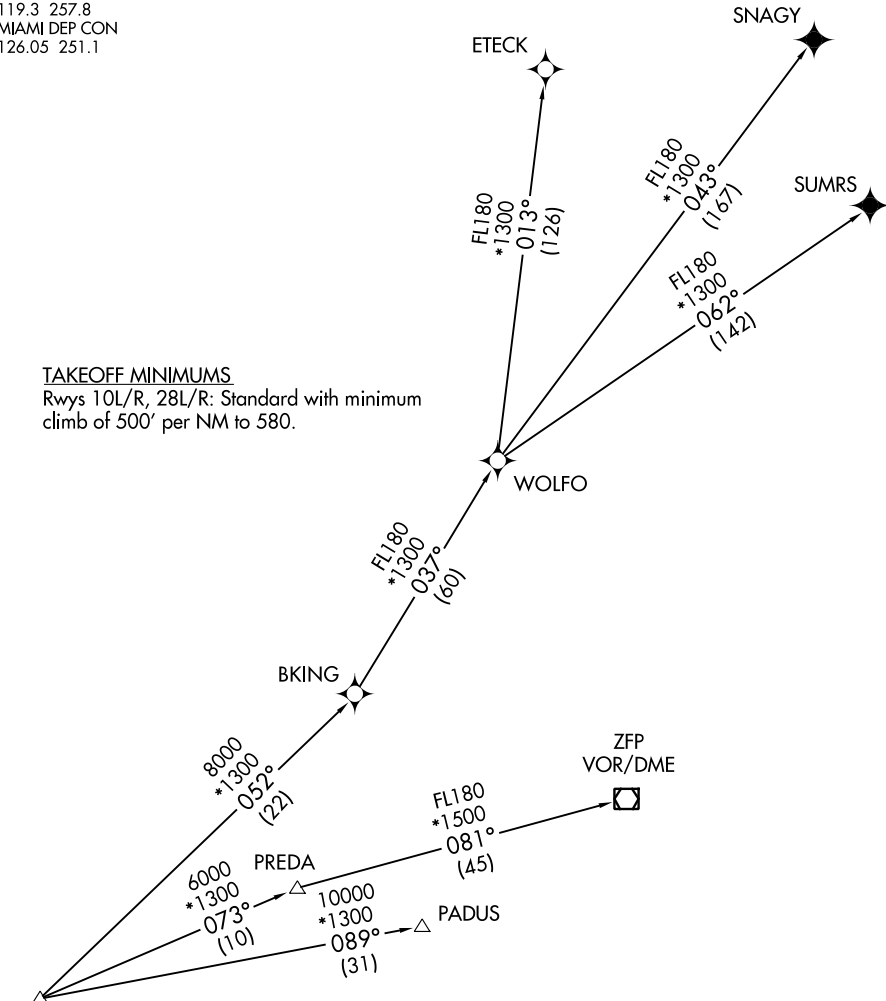 119.3 257.8
MIAMI DEP CON
126.05 251.1
SNAGY
ETECK
FL180
*1300
043°
(167)
SUMRS
FL180
*1300
013°
(126)
FL180
*1300
062°
(142)
TAKEOFF MINIMUMS
Rwys 10L/R, 28L/R: Standard with minimum
climb of 500' per NM to 580.
WOLFO
FL180
*1300
037°
(60)
BKING
8000
*1300
052°
(22)
ZFP
VOR/DME
FL180
*1500
081°
(45)
PREDA
6000
*1300
073°
(10)
10000
*1300
089°
(31)
PADUS